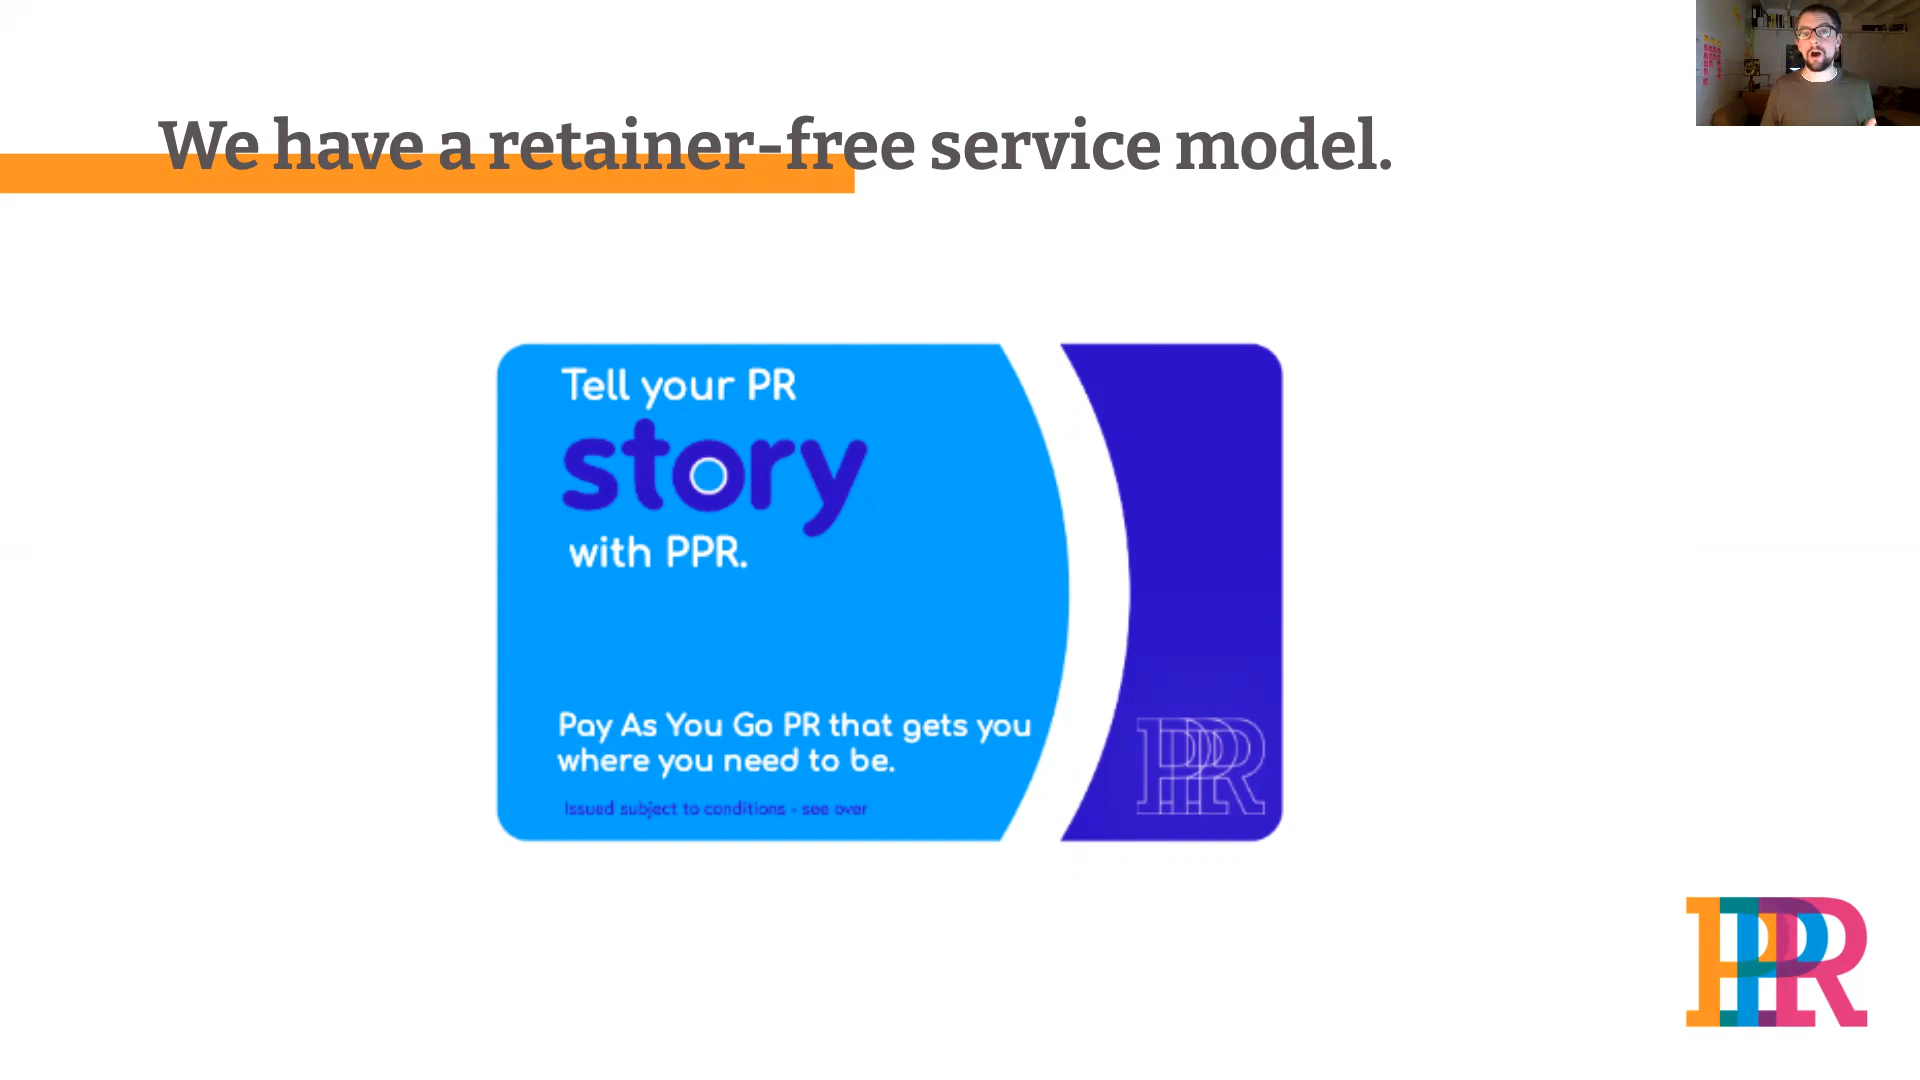 We have a retainer-free service model.
Tell your PR
story
with PPR.
Pay As You Go PR that gets you
where you need to be.
Issued subject to conditions - see over
PPR
PPR